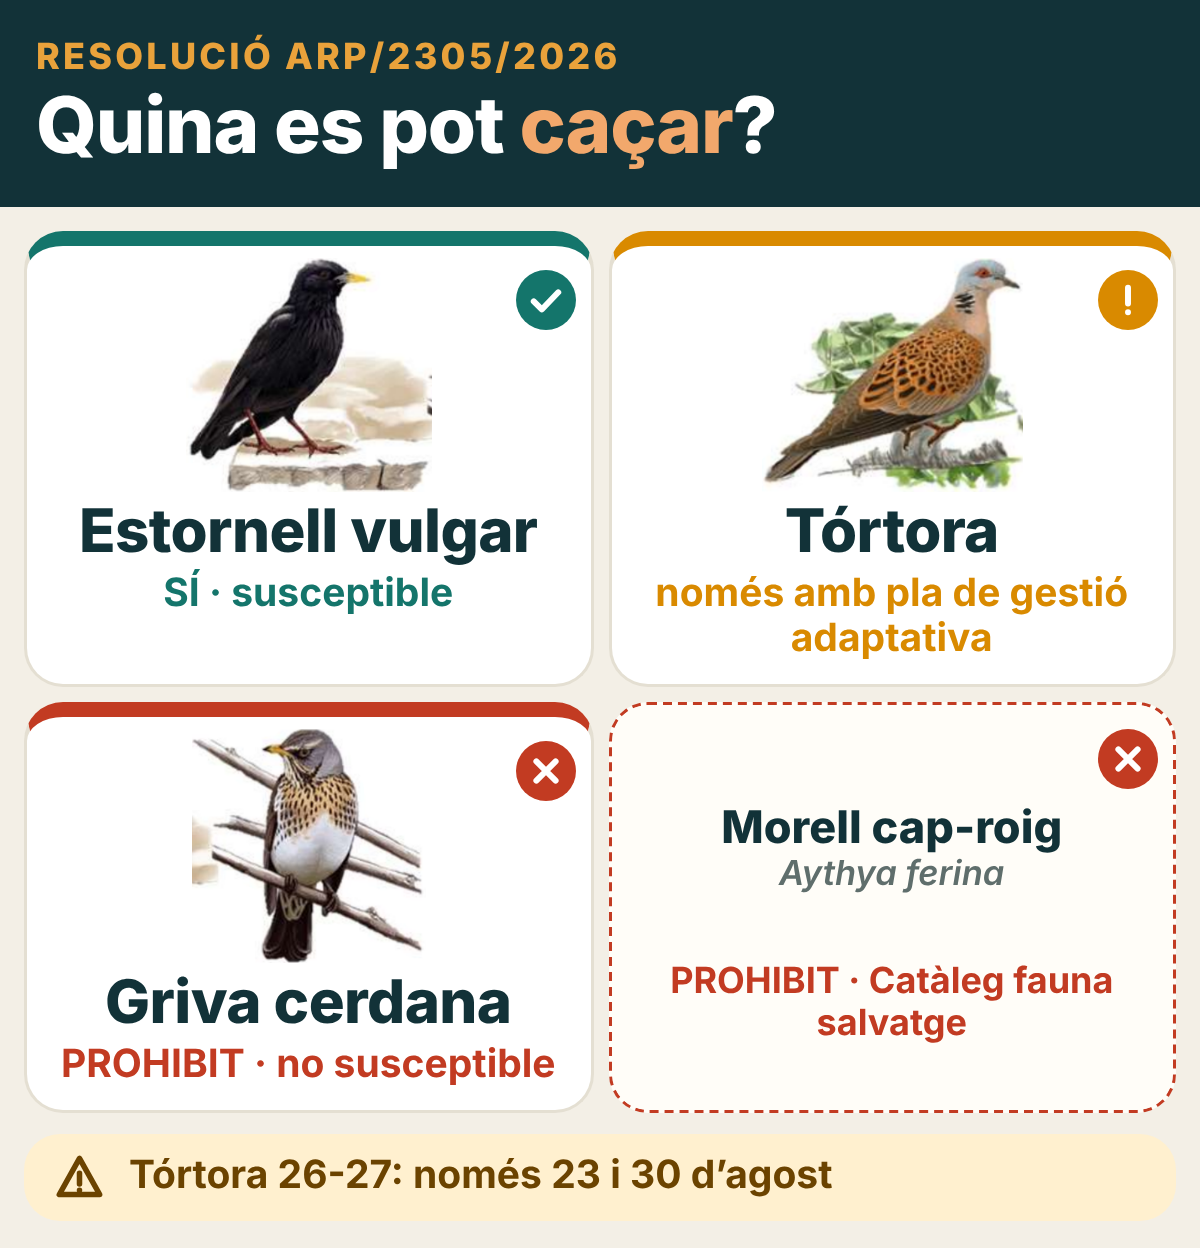 RESOLUCIÓ ARP/2305/2026
Quina es pot caçar?
Estornell vulgar
SÍ · susceptible
Tórtora
només amb pla de gestió
adaptativa
Griva cerdana
PROHIBIT · no susceptible
Morell cap-roig
Aythya ferina
PROHIBIT · Catàleg fauna
salvatge
Tórtora 26-27: només 23 i 30 d’agost